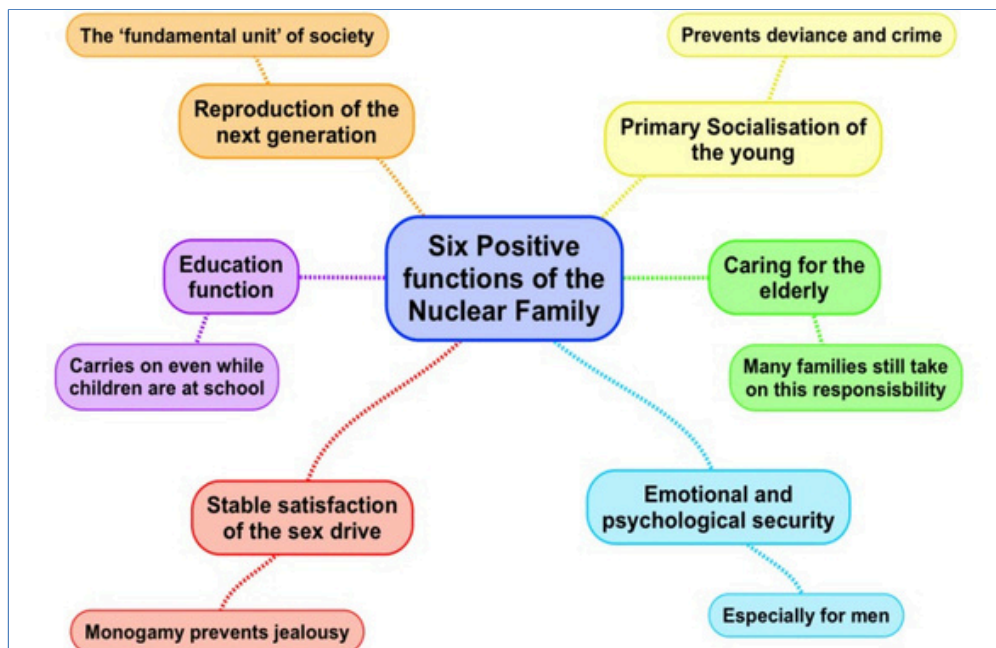 The ‘fundamental unit’ of society
Prevents deviance and crime
Reproduction of the
next generation
Primary Socialisation of
the young
Six Positive
functions of the
Nuclear Family
Education
function
Caring for the
elderly
Carries on even while
children are at school
Many families still take
on this responsisbility
Stable satisfaction
of the sex drive
Emotional and
psychological security
Monogamy prevents jealousy
Especially for men